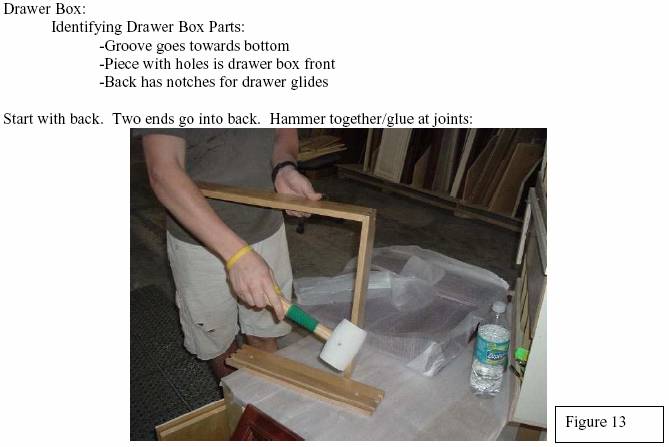 Drawer Box:
Identifying Drawer Box Parts:
-Groove goes towards bottom
-Piece with holes is drawer box front
-Back has notches for drawer glides
Start with back.  Two ends go into back.  Hammer together/glue at joints:
Figure 13